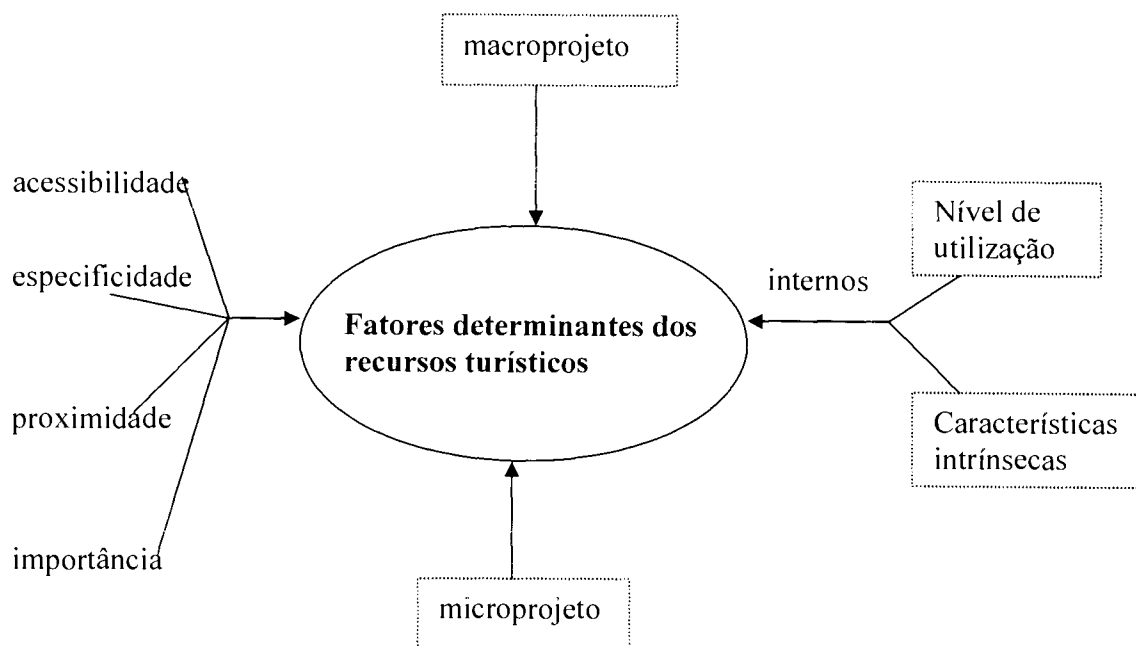 macroprojeto
acessibilidade
especificidade
proximidade
importância
Fatores determinantes dos
recursos turísticos
internos
Nível de
utilização
Características
intrínsecas
microprojeto